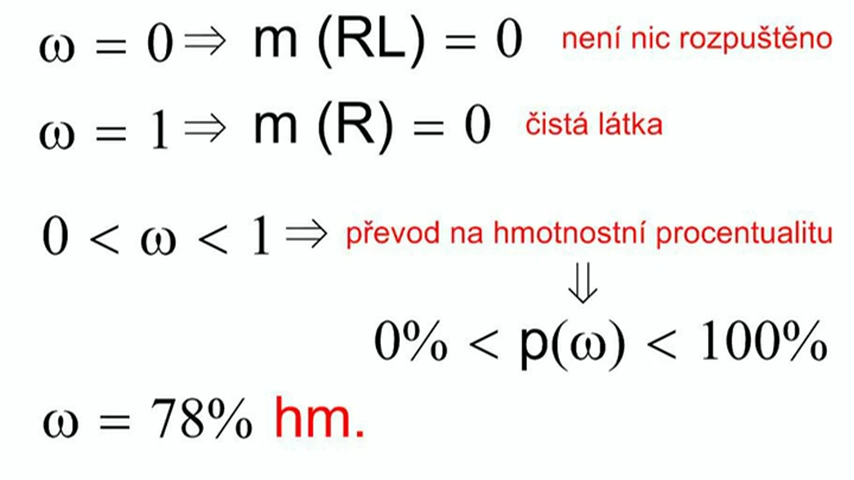 ω = 0 ⇒ m (RL) = 0 není nic rozpuštěno
ω = 1 ⇒ m (R) = 0 čistá látka
0 < ω < 1 ⇒ převod na hmotnostní procentualitu
⇓
0% < p(ω) < 100%
ω = 78% hm.